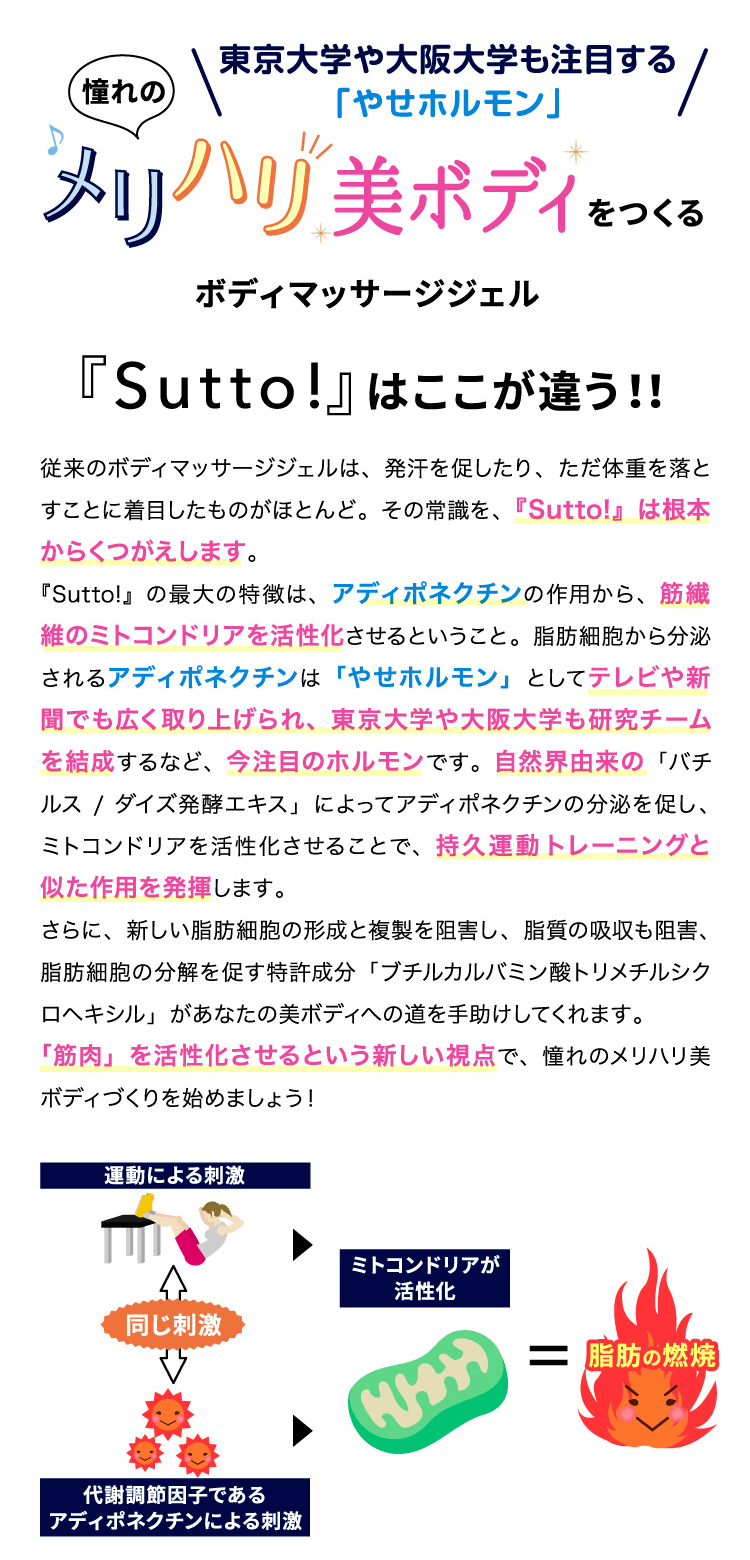 東京大学や大阪大学も注目する
「やせホルモン」
憧れの
メリハリ美ボディをつくる
ボディマッサージジェル
『Sutto!』はここが違う!!
従来のボディマッサージジェルは、発汗を促したり、ただ体重を落と
すことに着目したものがほとんど。その常識を、『Sutto!』は根本
からくつがえします。
『Sutto!』の最大の特徴は、アディポネクチンの作用から、筋繊
維のミトコンドリアを活性化させるということ。脂肪細胞から分泌
されるアディポネクチンは「やせホルモン」としてテレビや新
聞でも広く取り上げられ、東京大学や大阪大学も研究チーム
を結成するなど、今注目のホルモンです。自然界由来の「バチ
ルス / ダイズ発酵エキス」によってアディポネクチンの分泌を促し、
ミトコンドリアを活性化させることで、持久運動トレーニングと
似た作用を発揮します。
さらに、新しい脂肪細胞の形成と複製を阻害し、脂質の吸収も阻害、
脂肪細胞の分解を促す特許成分「ブチルカルバミン酸トリメチルシク
ロヘキシル」があなたの美ボディへの道を手助けしてくれます。
「筋肉」を活性化させるという新しい視点で、憧れのメリハリ美
ボディづくりを始めましょう!
運動による刺激
同じ刺激
代謝調節因子である
アディポネクチンによる刺激
ミトコンドリアが
活性化
=
脂肪の燃焼